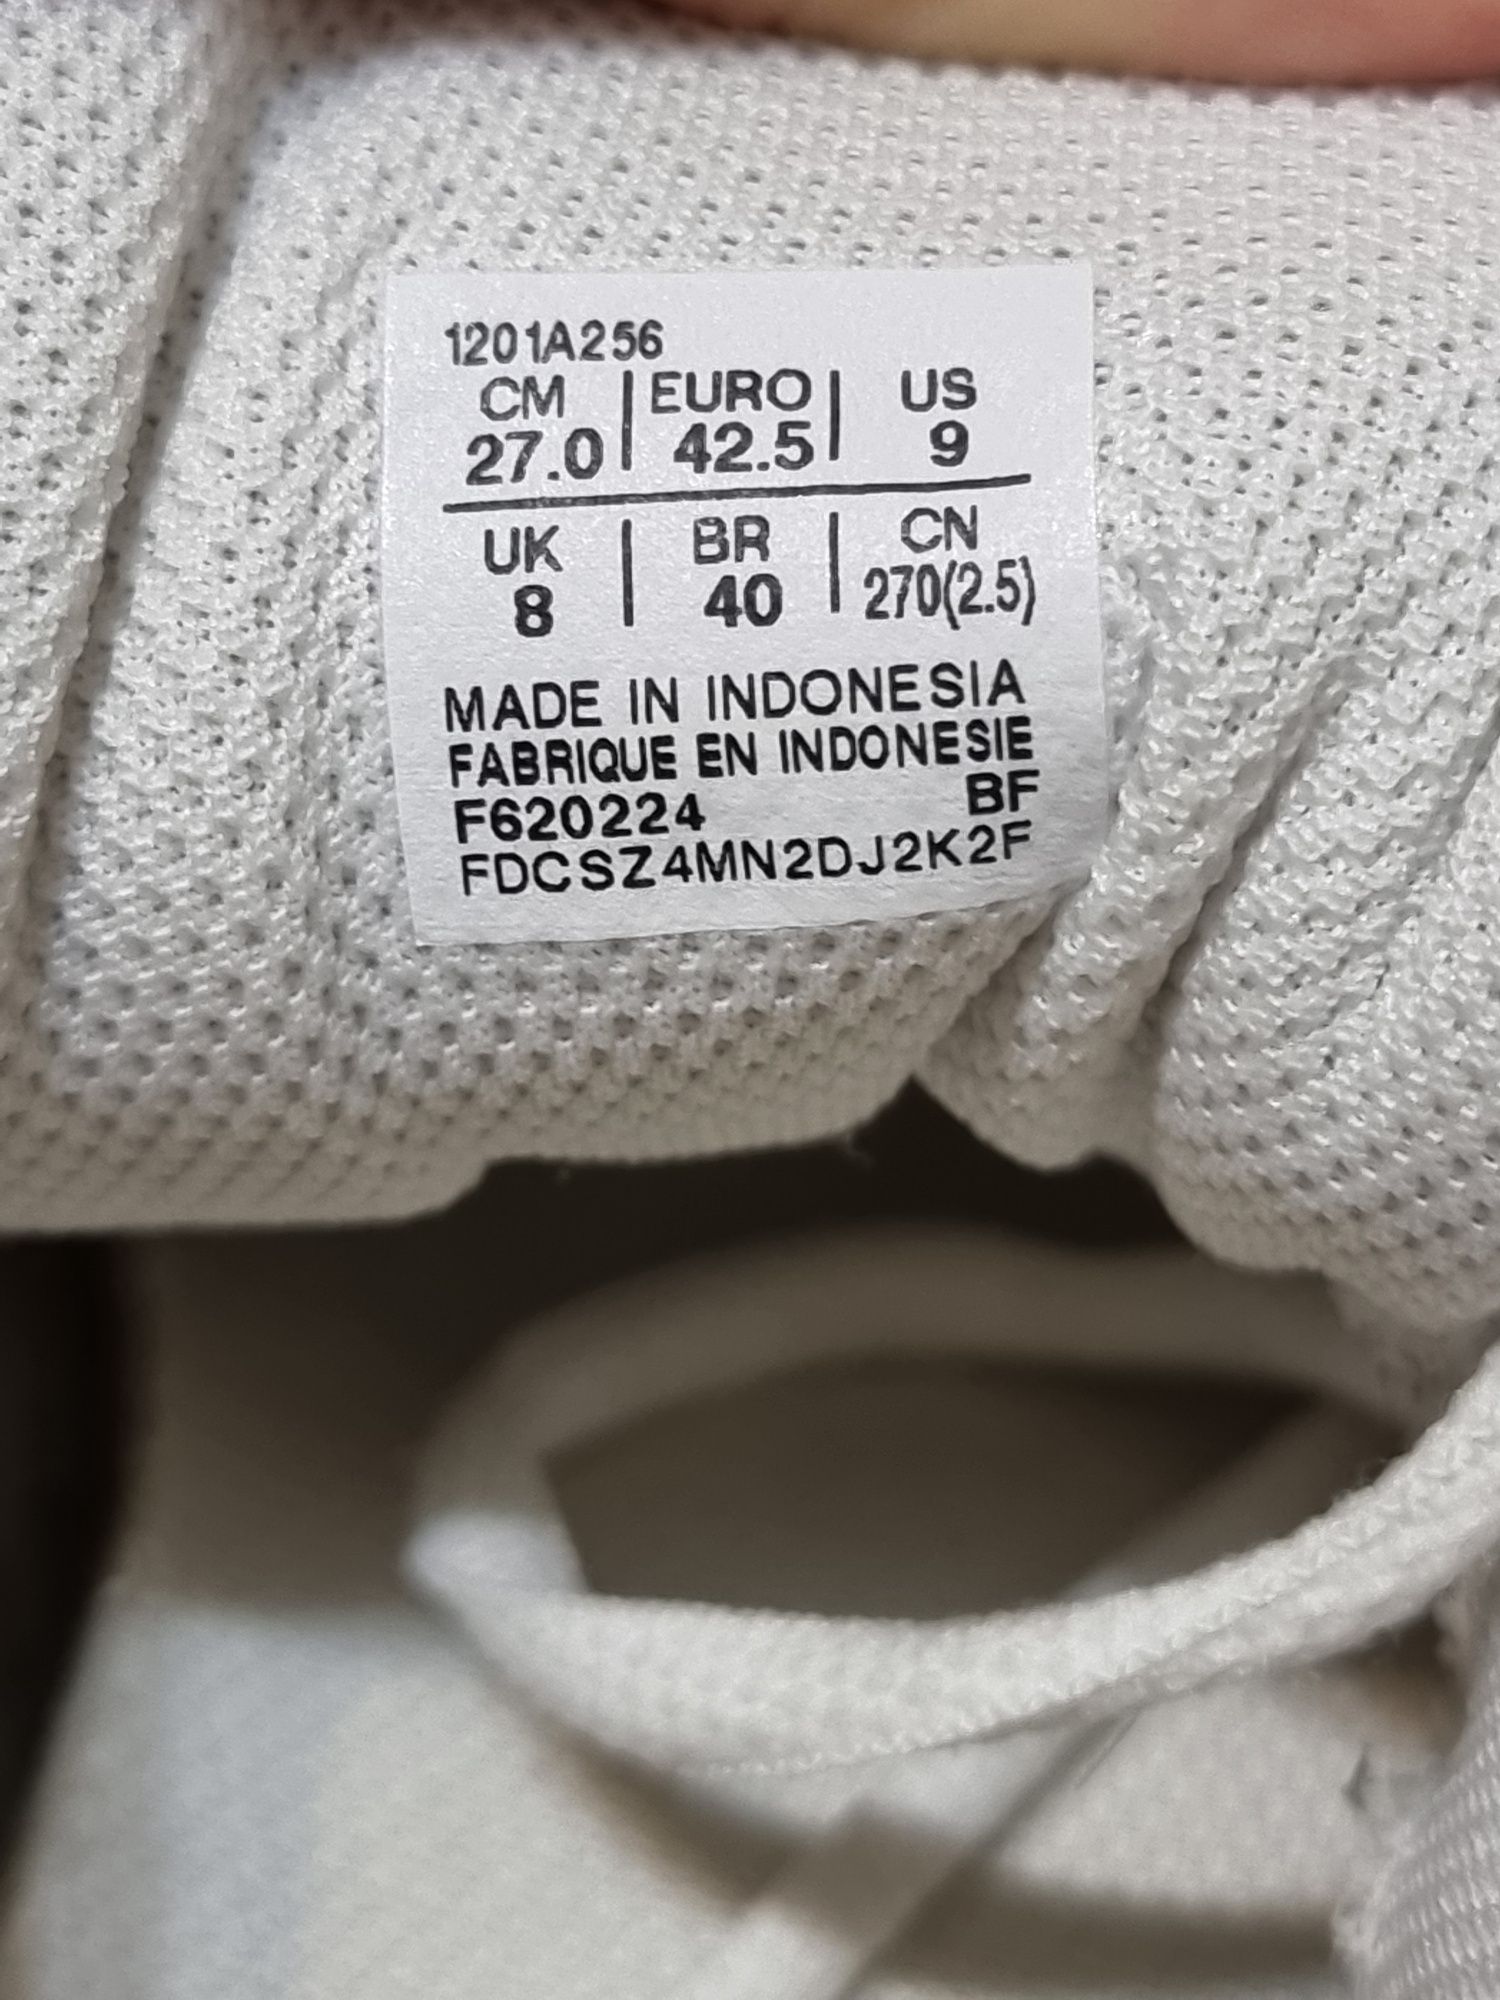 1201A256
CM | EURO | US
27.0 | 42.5 | 9
UK | BR | CN
8 | 40 | 270(2.5)
MADE IN INDONESIA
FABRIQUE EN INDONESIE
F620224 BF
FDCSZ4MN2DJ2K2F